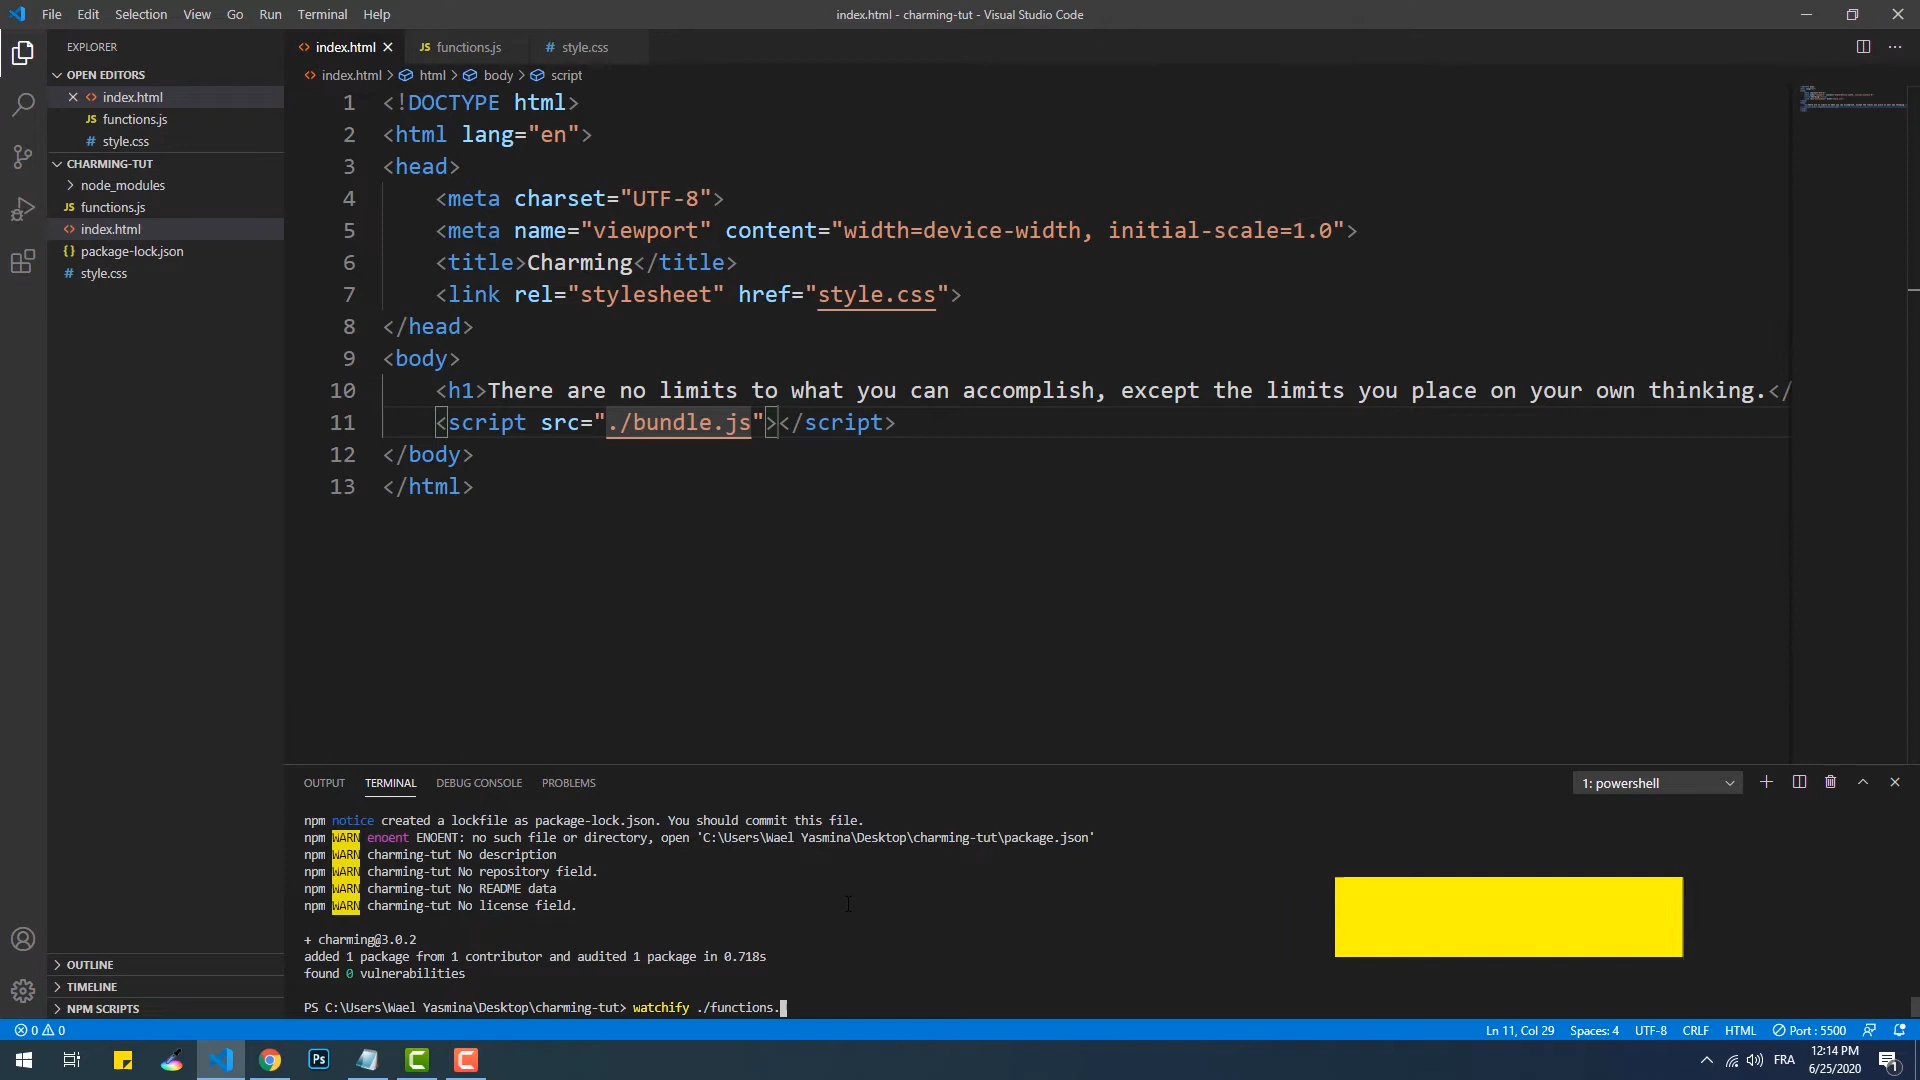 File Edit Selection View Go Run Terminal Help
index.html - charming-tut - Visual Studio Code
EXPLORER
OPEN EDITORS
index.html
JS functions.js
# style.css
CHARMING-TUT
node_modules
JS functions.js
<> index.html
{} package-lock.json
# style.css
OUTLINE
TIMELINE
NPM SCRIPTS
<> index.html JS functions.js # style.css
<> index.html > html > body > script
1 <!DOCTYPE html>
2 <html lang="en">
3 <head>
4 <meta charset="UTF-8">
5 <meta name="viewport" content="width=device-width, initial-scale=1.0">
6 <title>Charming</title>
7 <link rel="stylesheet" href="style.css">
8 </head>
9 <body>
10 <h1>There are no limits to what you can accomplish, except the limits you place on your own thinking.</
11 <script src="./bundle.js"></script>
12 </body>
13 </html>
OUTPUT TERMINAL DEBUG CONSOLE PROBLEMS
1: powershell
npm notice created a lockfile as package-lock.json. You should commit this file.
npm WARN enoent ENOENT: no such file or directory, open 'C:\Users\Wael Yasmina\Desktop\charming-tut\package.json'
npm WARN charming-tut No description
npm WARN charming-tut No repository field.
npm WARN charming-tut No README data
npm WARN charming-tut No license field.
+ charming@3.0.2
added 1 package from 1 contributor and audited 1 package in 0.718s
found 0 vulnerabilities
PS C:\Users\Wael Yasmina\Desktop\charming-tut> watchify ./functions.
0 0
Ln 11, Col 29 Spaces: 4 UTF-8 CRLF HTML Port : 5500
Ps
FRA
12:14 PM
6/25/2020
1